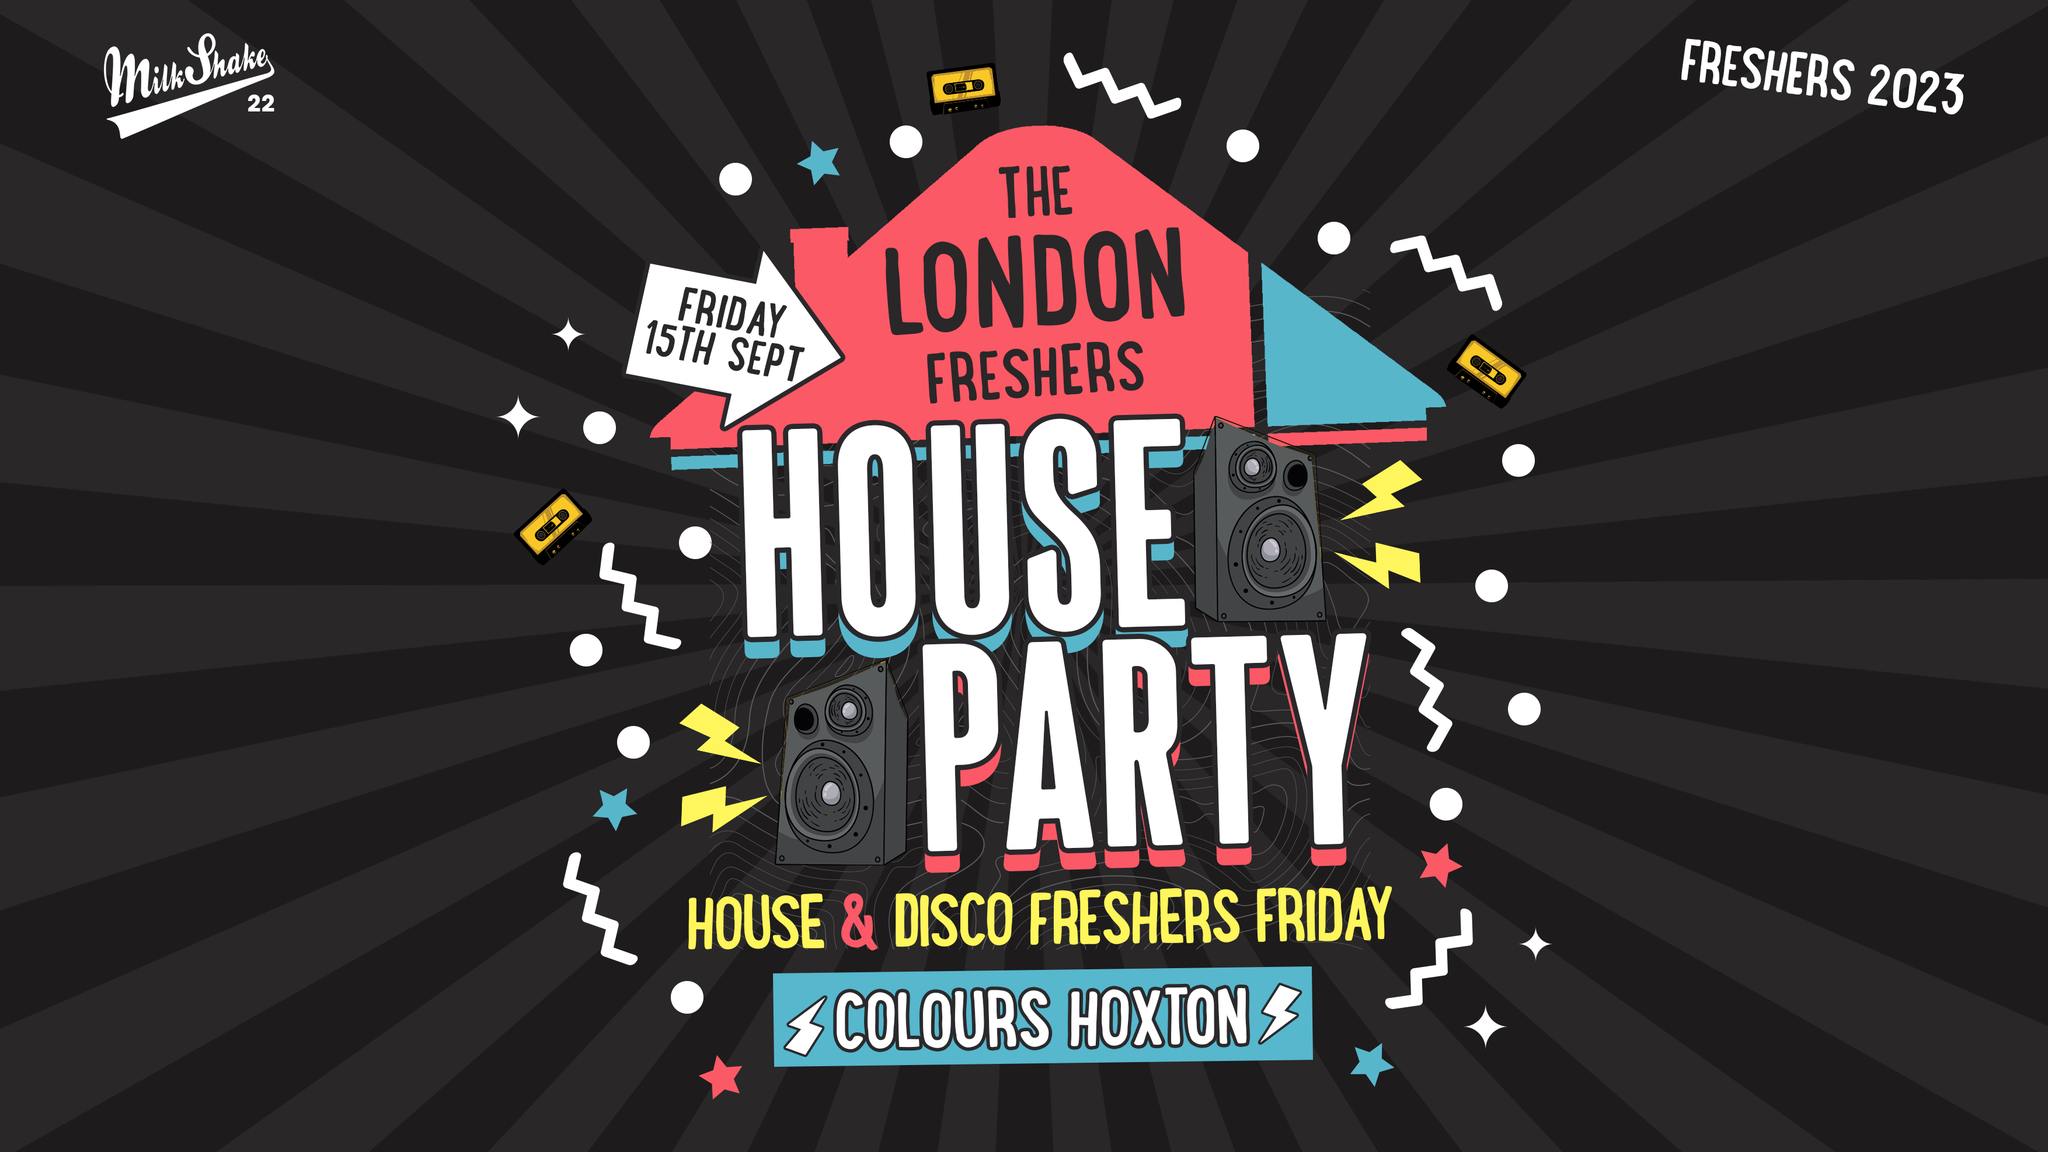 MilkShake
22
FRESHERS 2023
THE
LONDON
FRESHERS
FRIDAY
15TH SEPT
HOUSE
PARTY
HOUSE & DISCO FRESHERS FRIDAY
COLOURS HOXTON